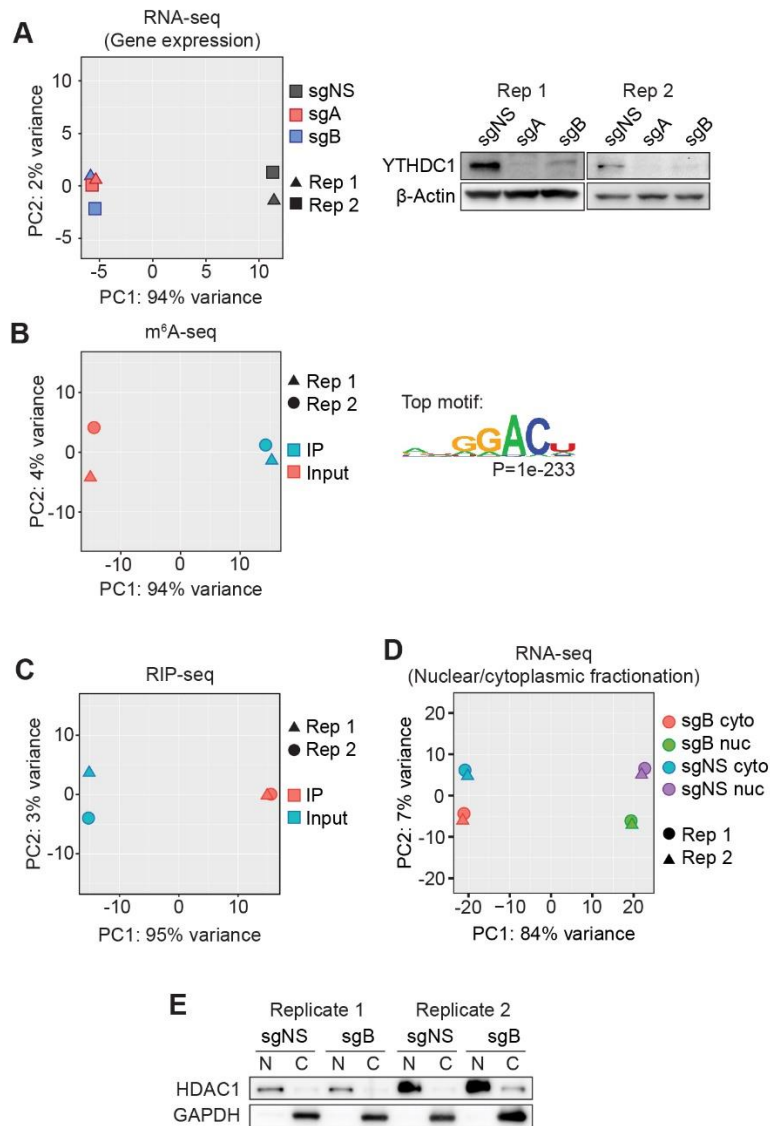 A
RNA-seq
(Gene expression)
10
5
0
-5
-5
0
5
10
PC2: 2% variance
PC1: 94% variance
sgNS
sgA
sgB
Rep 1
Rep 2
Rep 1
Rep 2
sgNS
sgA
sgB
sgNS
sgA
sgB
YTHDC1
β-Actin
B
m⁶A-seq
10
0
-10
-10
0
10
PC2: 4% variance
PC1: 94% variance
Rep 1
Rep 2
IP
Input
Top motif:
GGACU
P=1e-233
C
RIP-seq
10
0
-10
-10
0
10
PC2: 3% variance
PC1: 95% variance
Rep 1
Rep 2
IP
Input
D
RNA-seq
(Nuclear/cytoplasmic fractionation)
20
10
0
-10
-20
-20
−10
0
10
20
PC2: 7% variance
PC1: 84% variance
sgB cyto
sgB nuc
sgNS cyto
sgNS nuc
Rep 1
Rep 2
E
Replicate 1 Replicate 2
sgNS sgB sgNS sgB
N C N C N C N C
HDAC1
GAPDH